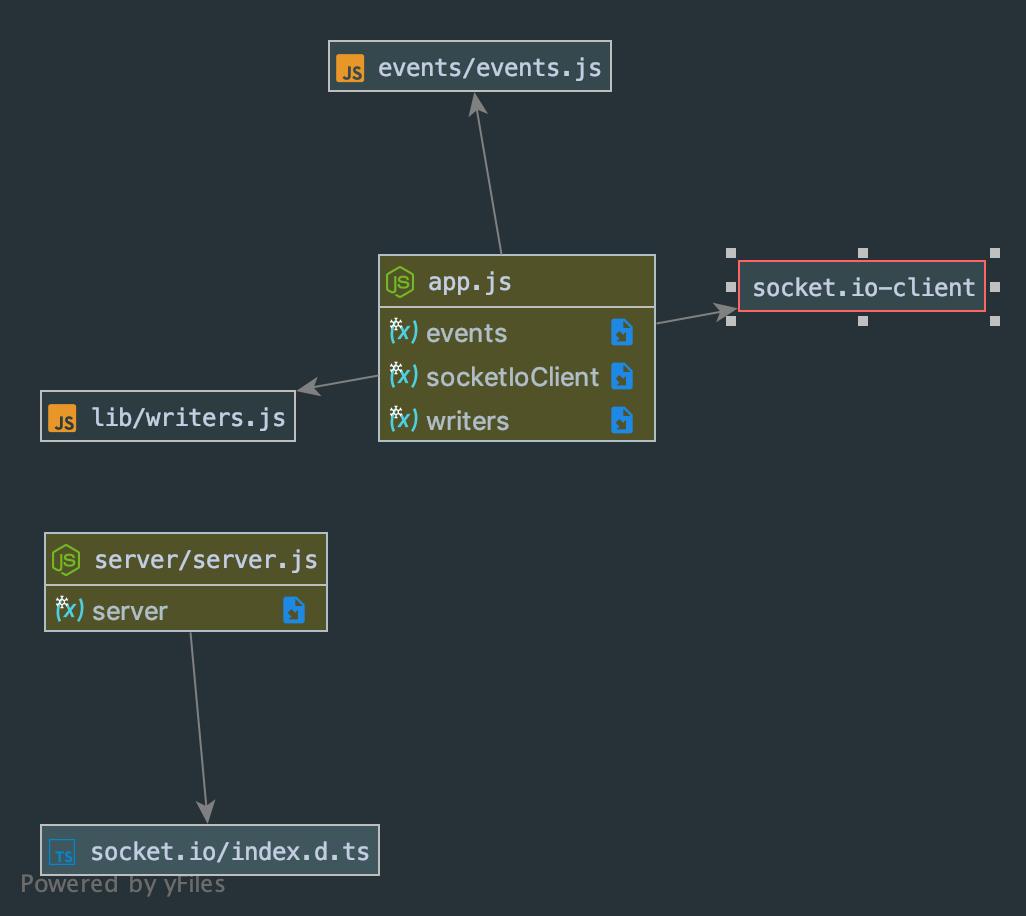 JS events/events.js
JS app.js
(x) events
(x) socketIoClient
(x) writers
socket.io-client
JS lib/writers.js
JS server/server.js
(x) server
TS socket.io/index.d.ts
Powered by yFiles